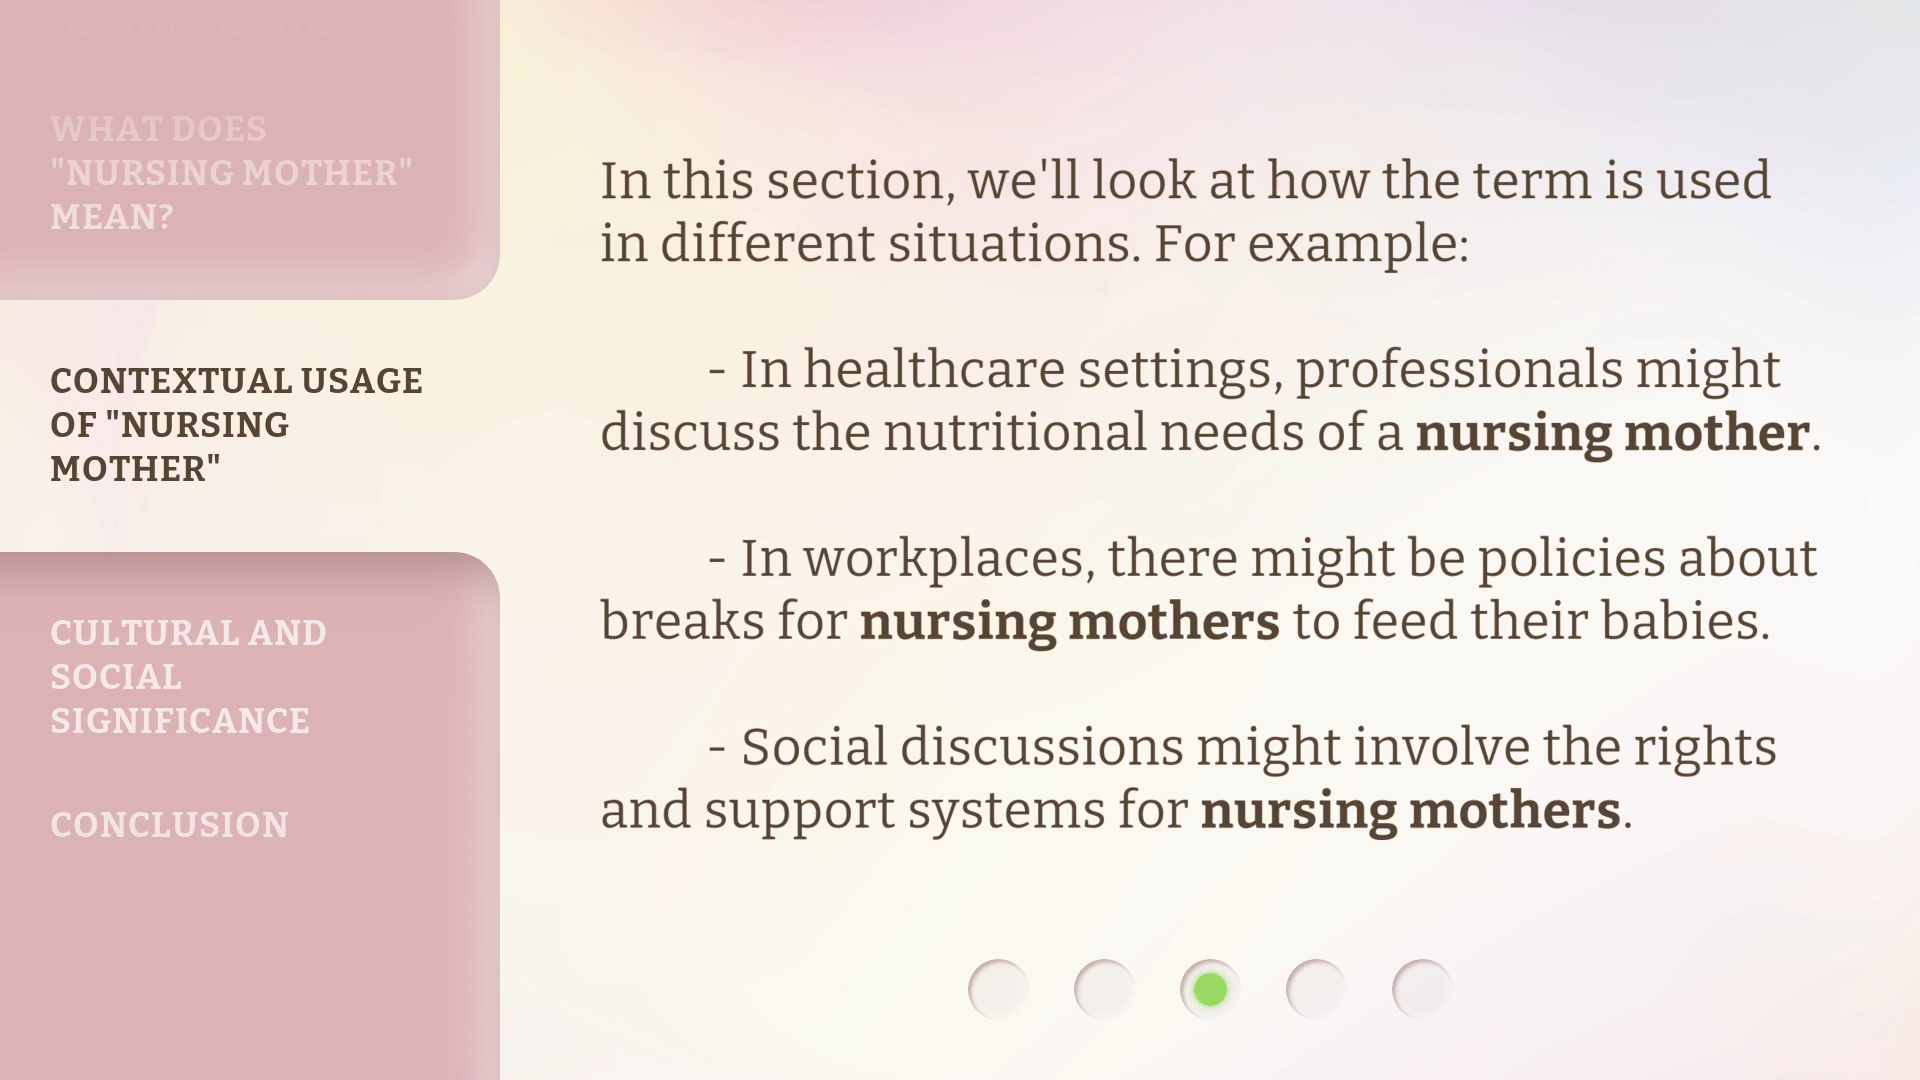 INTRODUCTION
WHAT DOES
"NURSING MOTHER"
MEAN?
CONTEXTUAL USAGE
OF "NURSING
MOTHER"
CULTURAL AND
SOCIAL
SIGNIFICANCE
CONCLUSION
In this section, we'll look at how the term is used
in different situations. For example:
- In healthcare settings, professionals might
discuss the nutritional needs of a nursing mother.
- In workplaces, there might be policies about
breaks for nursing mothers to feed their babies.
- Social discussions might involve the rights
and support systems for nursing mothers.